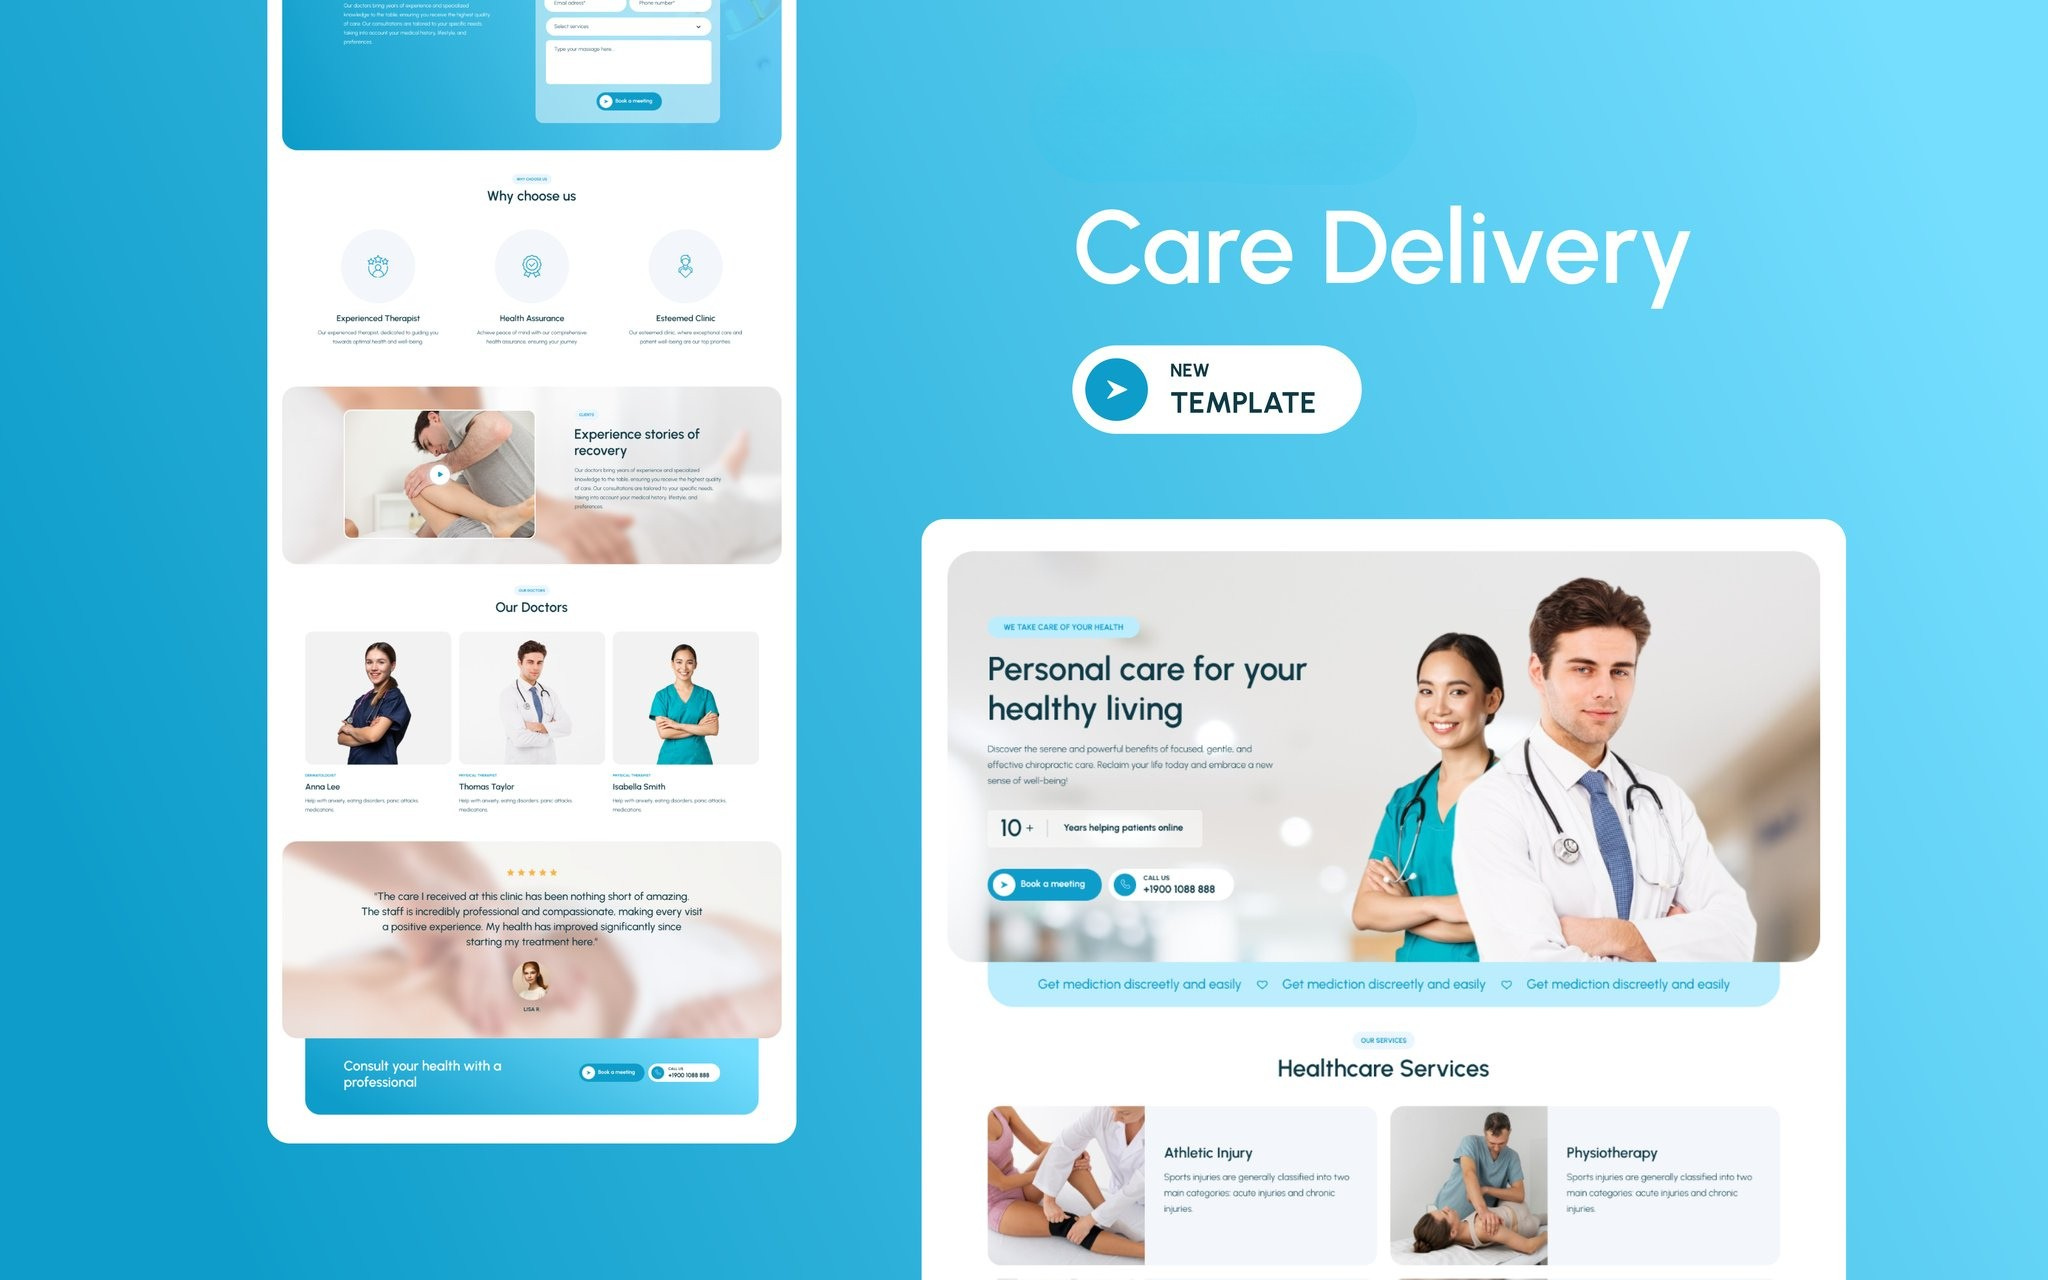 Our doctors bring years of experience and specialized
knowledge to the table, ensuring you receive the highest quality
of care. Our consultations are tailored to your specific needs,
taking into account your medical history, lifestyle, and
preferences.
Email adress*
Phone number*
Select services
Type your massage here...
Book a meeting
WHY CHOOSE US
Why choose us
Experienced Therapist
Our experienced therapist, dedicated to guiding you
towards optimal health and well-being.
Health Assurance
Achieve peace of mind with our comprehensive
health assurance, ensuring your journey.
Esteemed Clinic
Our esteemed clinic, where exceptional care and
patient well-being are our top priorities.
CLIENTS
Experience stories of
recovery
Our doctors bring years of experience and specialized
knowledge to the table, ensuring you receive the highest quality
of care. Our consultations are tailored to your specific needs,
taking into account your medical history, lifestyle, and
preferences.
OUR DOCTORS
Our Doctors
DERMATOLOGIST
Anna Lee
Help with anxiety, eating disorders, panic attacks,
medications.
PHYSICAL THERAPIST
Thomas Taylor
Help with anxiety, eating disorders, panic attacks,
medications.
PHYSICAL THERAPIST
Isabella Smith
Help with anxiety, eating disorders, panic attacks,
medications.
"The care I received at this clinic has been nothing short of amazing.
The staff is incredibly professional and compassionate, making every visit
a positive experience. My health has improved significantly since
starting my treatment here."
LISA R.
Consult your health with a
professional
Book a meeting
CALL US
+1900 1088 888
Care Delivery
NEW
TEMPLATE
WE TAKE CARE OF YOUR HEALTH
Personal care for your
healthy living
Discover the serene and powerful benefits of focused, gentle, and
effective chiropractic care. Reclaim your life today and embrace a new
sense of well-being!
10 + Years helping patients online
Book a meeting
CALL US
+1900 1088 888
Get mediction discreetly and easily Get mediction discreetly and easily Get mediction discreetly and easily
OUR SERVICES
Healthcare Services
Athletic Injury
Sports injuries are generally classified into two
main categories: acute injuries and chronic
injuries.
Physiotherapy
Sports injuries are generally classified into two
main categories: acute injuries and chronic
injuries.